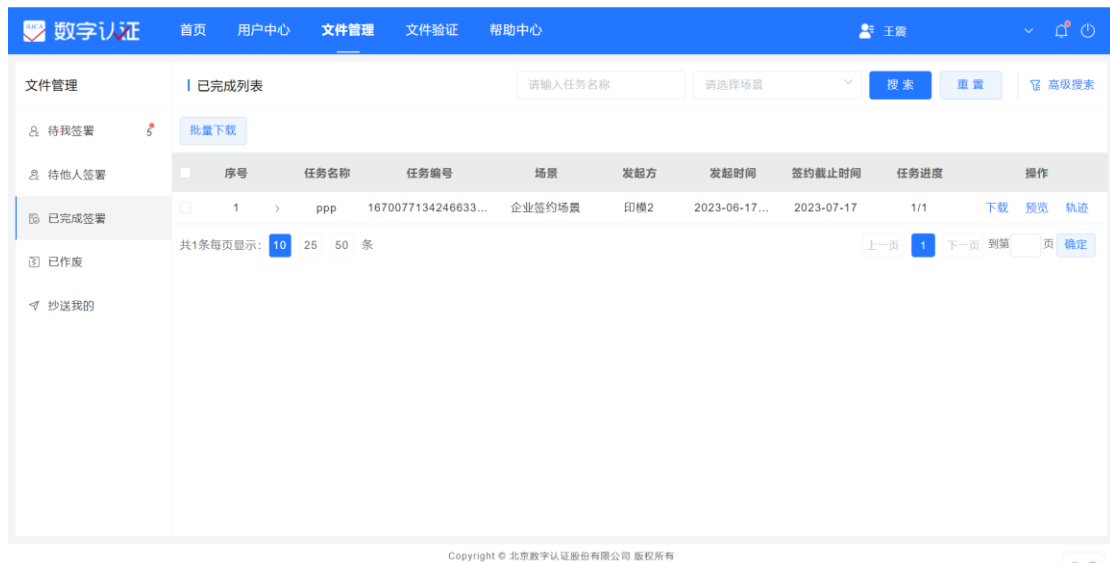 BJCA 数字认证 首页 用户中心 文件管理 文件验证 帮助中心 王震
文件管理
已完成列表 请输入任务名称 请选择场景 搜索 重置 高级搜索
待我签署 5
批量下载
待他人签署
序号 任务名称 任务编号 场景 发起方 发起时间 签约截止时间 任务进度 操作
已完成签署
1 > ppp 1670077134246633... 企业签约场景 印模2 2023-06-17... 2023-07-17 1/1 下载 预览 轨迹
共1条每页显示: 10 25 50 条 上一页 1 下一页 到第 页 确定
已作废
抄送我的
Copyright © 北京数字认证股份有限公司 版权所有